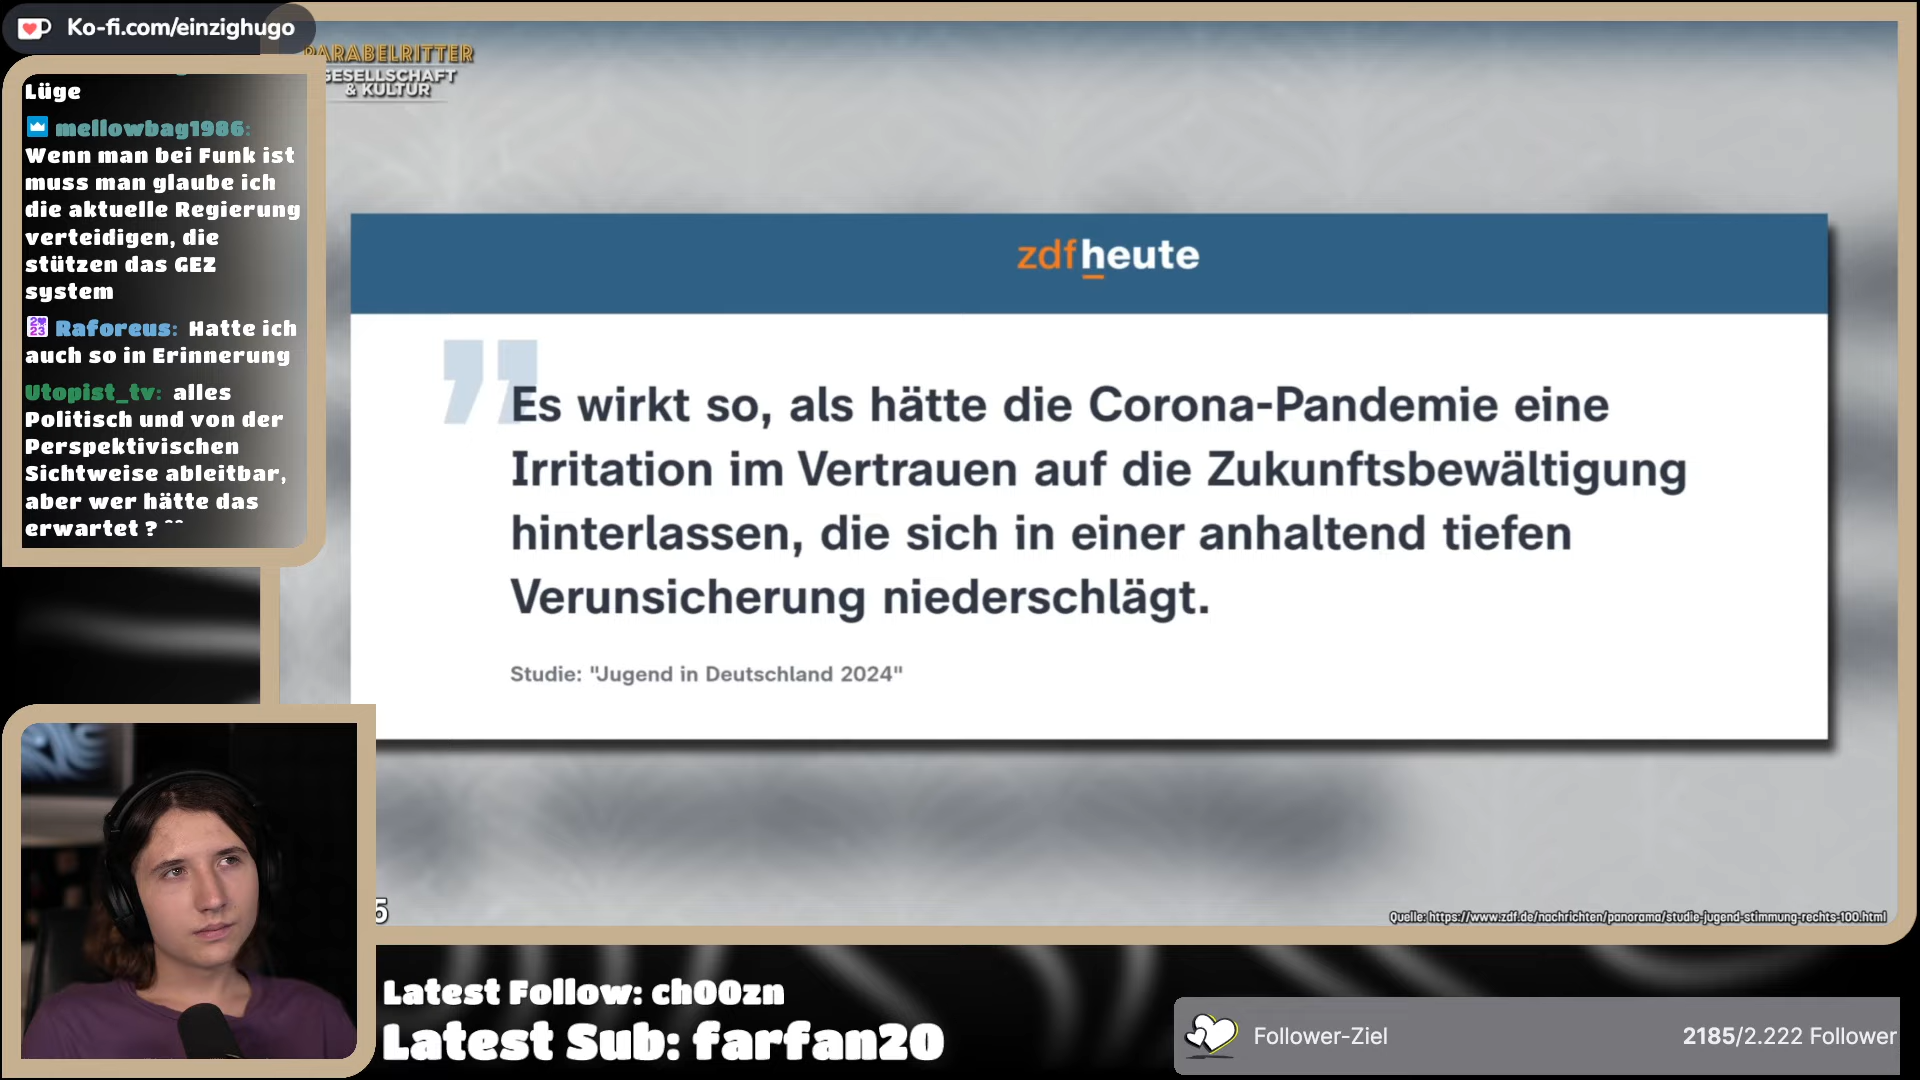 Ko-fi.com/einzighugo
PARABELRITTER
GESELLSCHAFT
& KULTUR
Lüge
mellowbag1986:
Wenn man bei Funk ist
muss man glaube ich
die aktuelle Regierung
verteidigen, die
stützen das GEZ
system
Raforeus: Hatte ich
auch so in Erinnerung
Utopist_tv: alles
Politisch und von der
Perspektivischen
Sichtweise ableitbar,
aber wer hätte das
erwartet ? ^^
zdfheute
Es wirkt so, als hätte die Corona-Pandemie eine
Irritation im Vertrauen auf die Zukunftsbewältigung
hinterlassen, die sich in einer anhaltend tiefen
Verunsicherung niederschlägt.
Studie: "Jugend in Deutschland 2024"
5
Quelle: https://www.zdf.de/nachrichten/panorama/studie-jugend-stimmung-rechts-100.html
Latest Follow: ch00zn
Latest Sub: farfan20
Follower-Ziel
2185/2.222 Follower